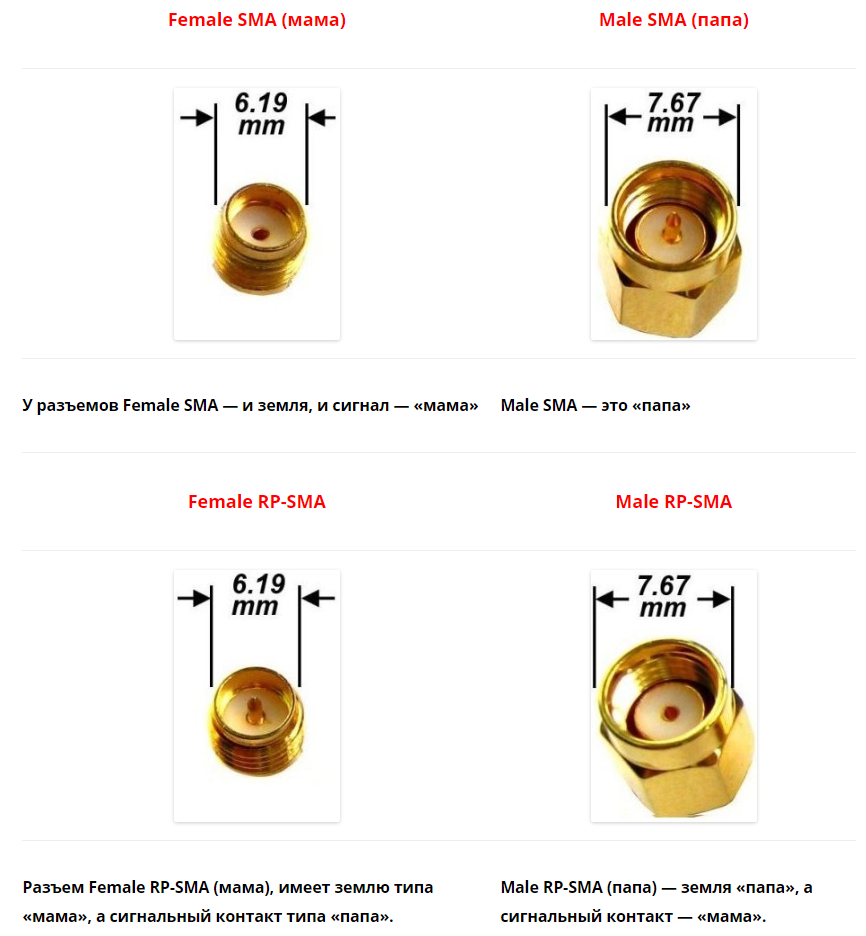 Female SMA (мама)
Male SMA (папа)
6.19
mm
7.67
mm
У разъемов Female SMA — и земля, и сигнал — «мама»
Male SMA — это «папа»
Female RP-SMA
Male RP-SMA
6.19
mm
7.67
mm
Разъем Female RP-SMA (мама), имеет землю типа
«мама», а сигнальный контакт типа «папа».
Male RP-SMA (папа) — земля «папа», а
сигнальный контакт — «мама».